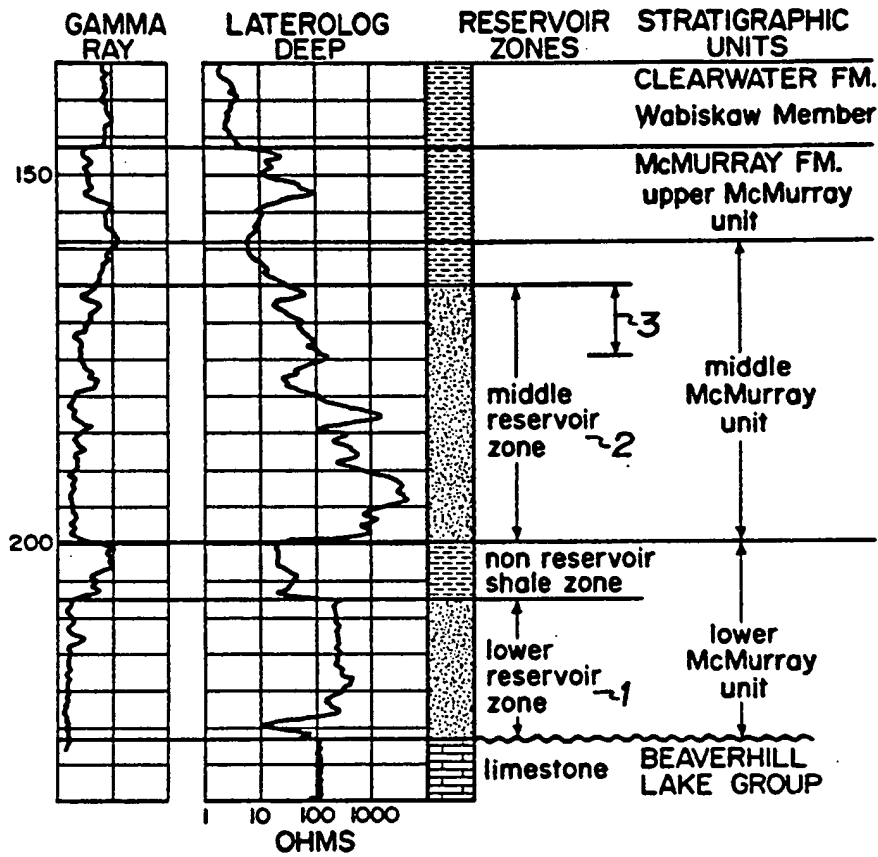 GAMMA
RAY
LATEROLOG
DEEP
RESERVOIR
ZONES
STRATIGRAPHIC
UNITS
CLEARWATER FM.
Wabiskaw Member
150
McMURRAY FM.
upper McMurray
unit
3
middle
reservoir
zone
2
middle
McMurray
unit
200
non reservoir
shale zone
lower
reservoir
zone
1
lower
McMurray
unit
limestone
BEAVERHILL
LAKE GROUP
1 10 100 1000
OHMS